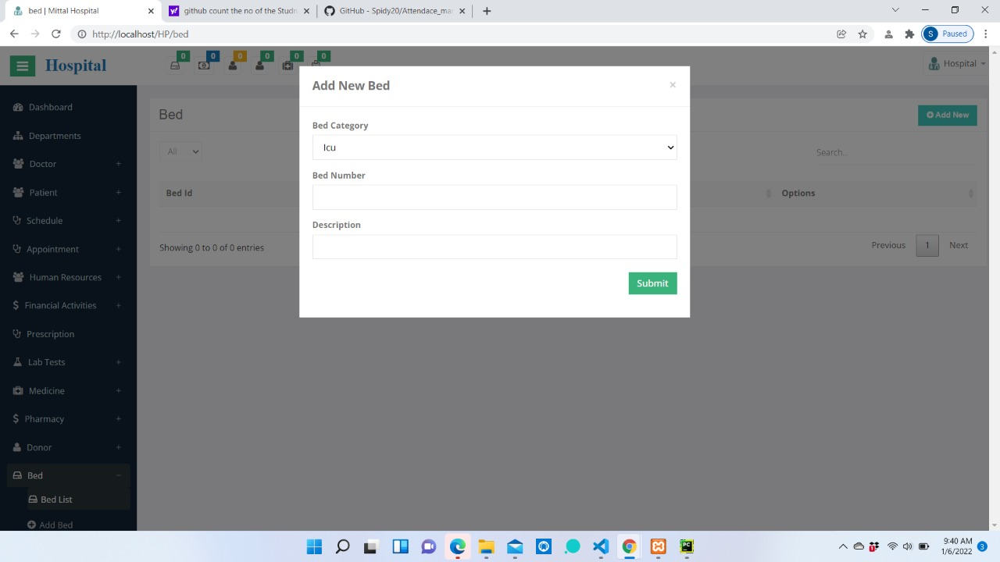 bed | Mittal Hospital
github count the no of the Stude
GitHub - Spidy20/Attendace_ma
http://localhost/HP/bed
S Paused
Hospital
0 0 0 0 0 0
Hospital
Add New Bed
×
Dashboard
Departments
Doctor +
Patient +
Schedule +
Appointment +
Human Resources +
Financial Activities +
Prescription
Lab Tests +
Medicine +
Pharmacy +
Donor +
Bed −
Bed List
Add Bed
Bed
Add New
All
Search...
Bed Id
Options
Showing 0 to 0 of 0 entries
Previous 1 Next
Bed Category
Icu
Bed Number
Description
Submit
9:40 AM
1/6/2022
3